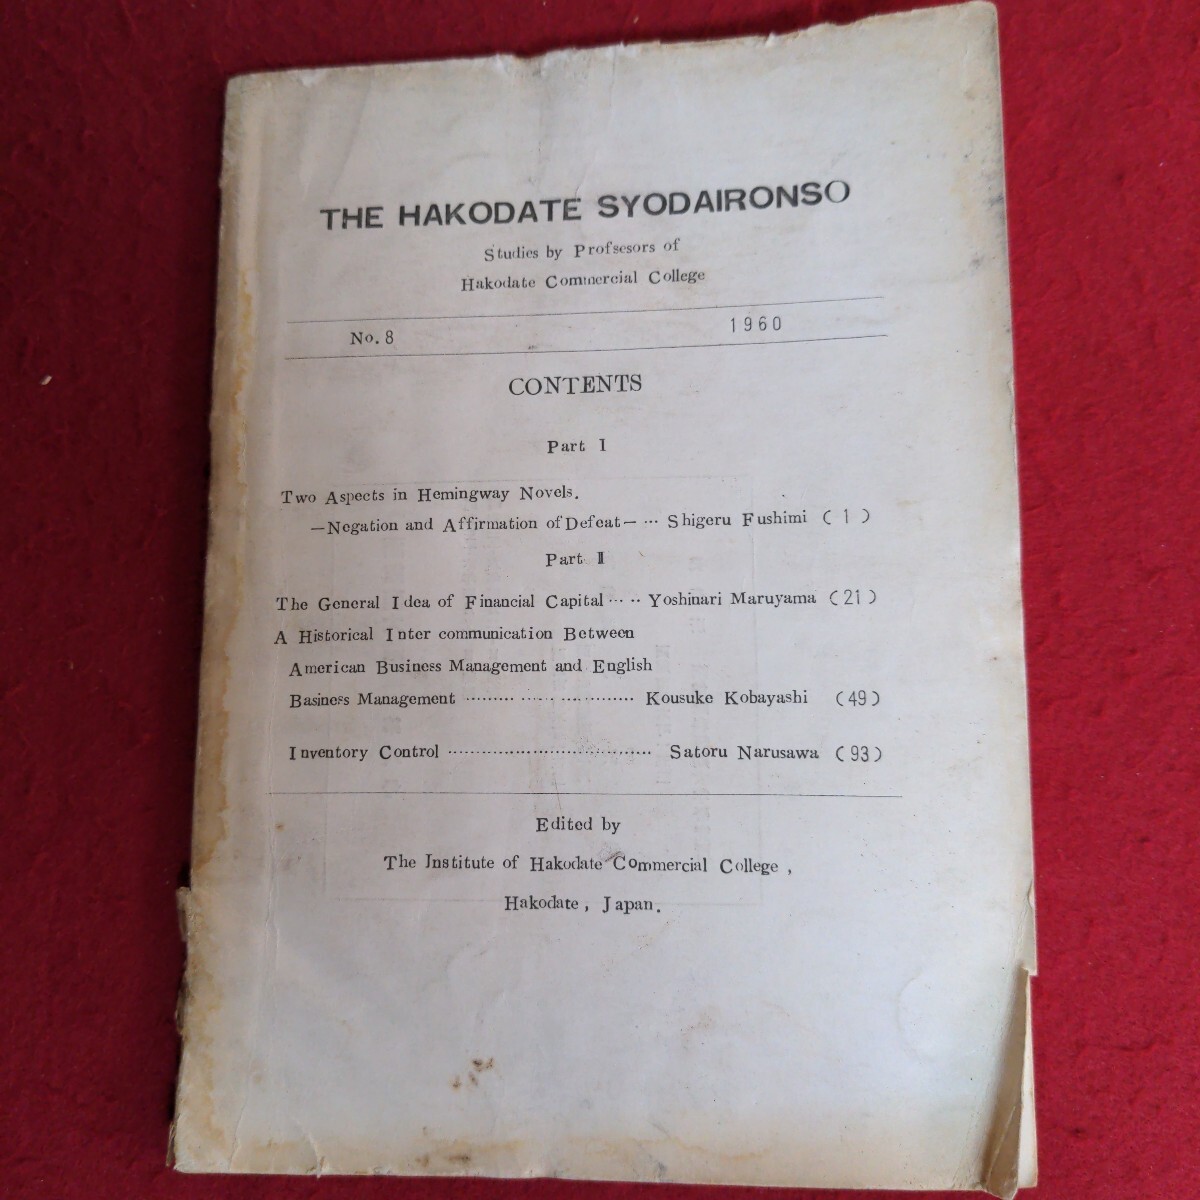 THE HAKODATE SYODAIRONSO
Studies by Profsesors of
Hakodate Commercial College
No. 8 1960
CONTENTS
Part I
Two Aspects in Hemingway Novels.
—Negation and Affirmation of Defeat— ··· Shigeru Fushimi ( 1 )
Part II
The General Idea of Financial Capital ··· ·· Yoshinari Maruyama (21)
A Historical Inter communication Between
American Business Management and English
Basiness Management ········· ··· ·· ··· ·········· Kousuke Kobayashi (49)
Inventory Control ··································· Satoru Narusawa (93)
Edited by
The Institute of Hakodate Commercial College ,
Hakodate , Japan.